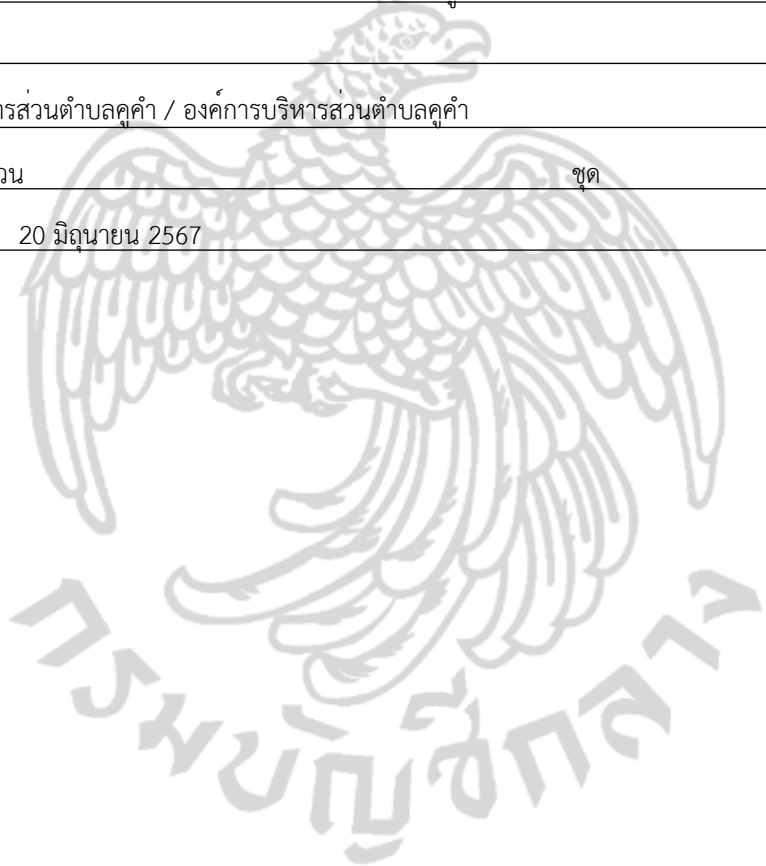 ารส่วนตำบลคูคำ / องค์การบริหารส่วนตำบลคูคำ
วน ชุด
20 มิถุนายน 2567
กรมบัญชีกลาง